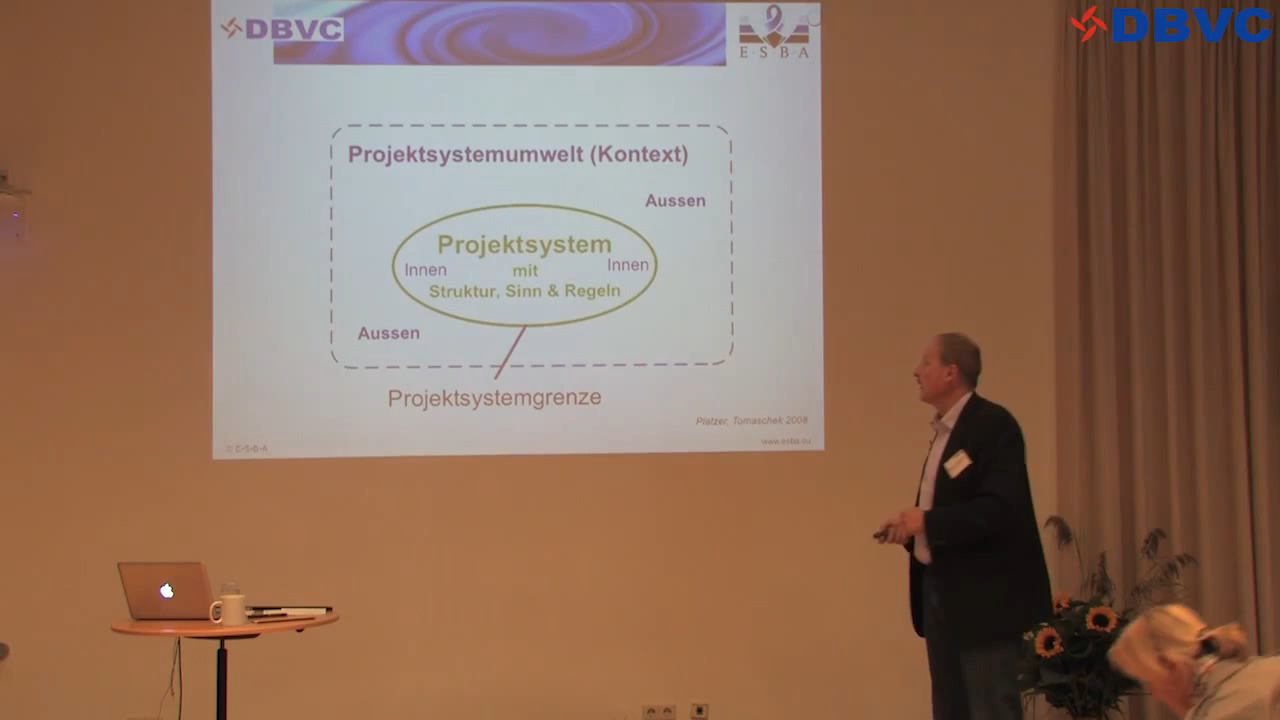 DBVC
E·S·B·A
DBVC
Projektsystemumwelt (Kontext)
Aussen
Projektsystem
Innen mit Innen
Struktur, Sinn & Regeln
Aussen
Projektsystemgrenze
Platzer, Tomaschek 2008
www.esba.eu
© E-S-B-A